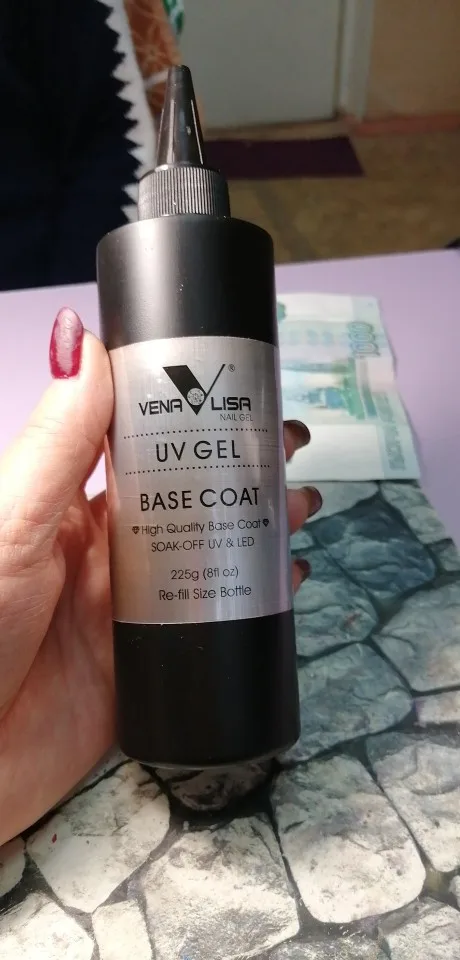 VENA LISA®
NAIL GEL
UV GEL
BASE COAT
High Quality Base Coat
SOAK-OFF UV & LED
225g (8fl oz)
Re-fill Size Bottle